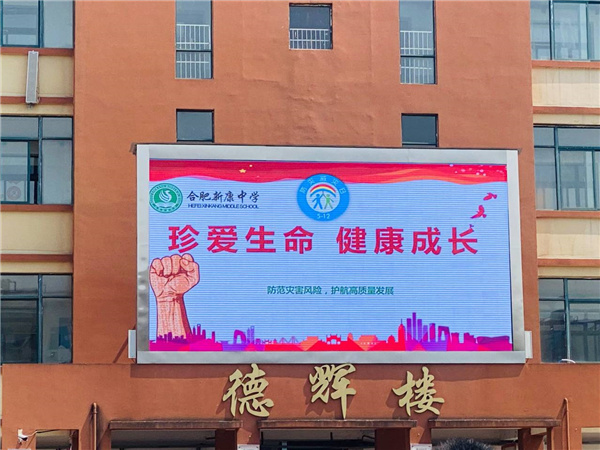 合肥新康中学
HEFEI XINKANG MIDDLE SCHOOL
5·12
珍爱生命 健康成长
防范灾害风险,护航高质量发展
德辉楼